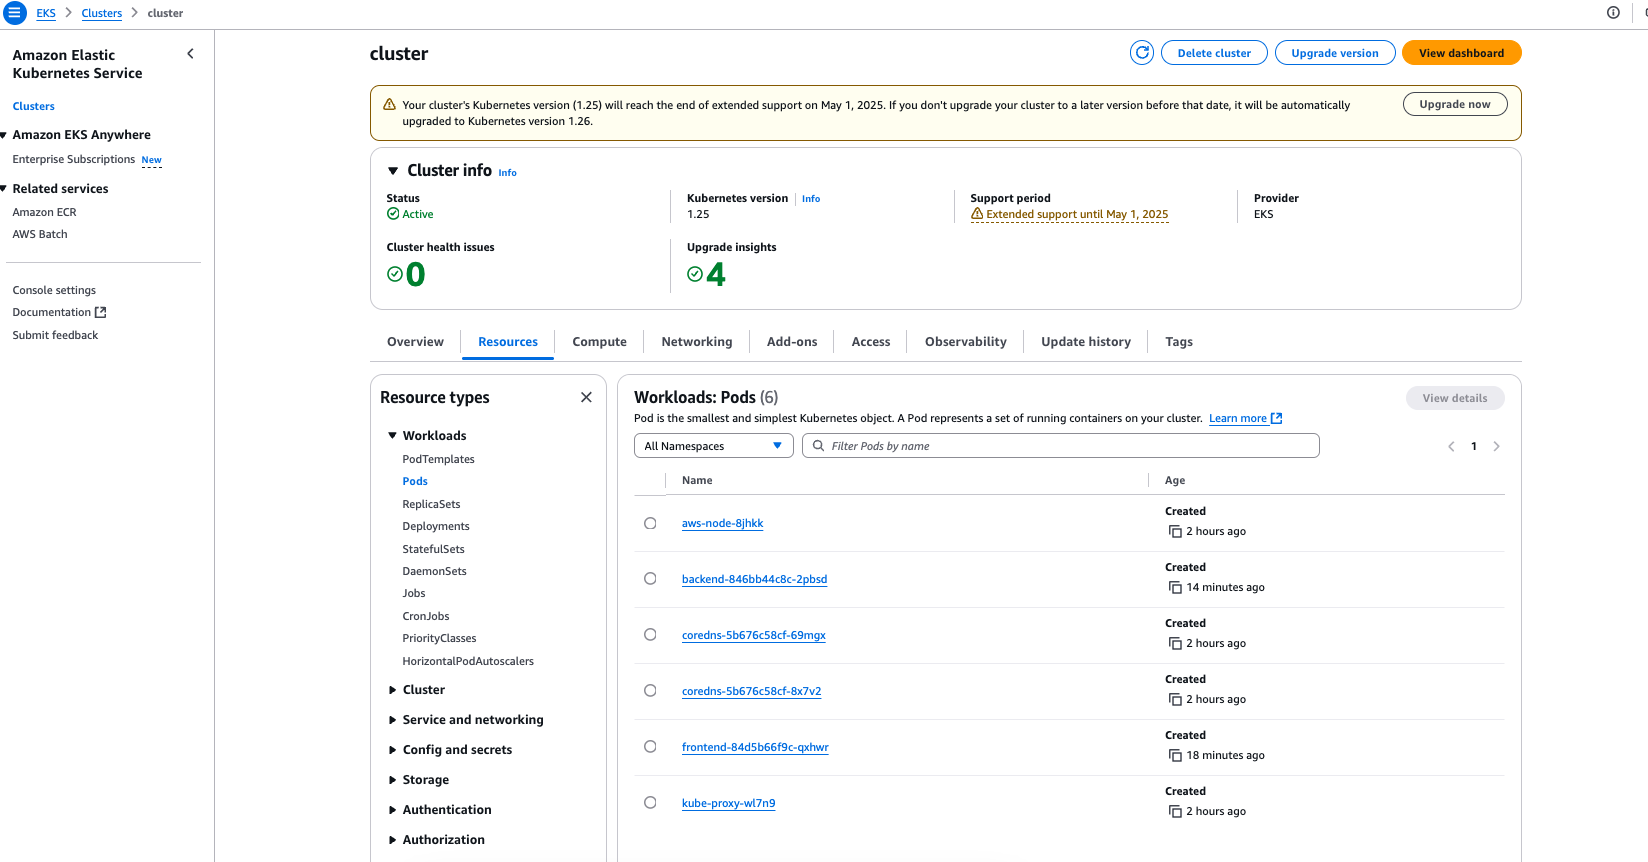 EKS > Clusters > cluster
Amazon Elastic
Kubernetes Service
Clusters
Amazon EKS Anywhere
Enterprise Subscriptions New
Related services
Amazon ECR
AWS Batch
Console settings
Documentation
Submit feedback
cluster
Delete cluster
Upgrade version
View dashboard
Your cluster's Kubernetes version (1.25) will reach the end of extended support on May 1, 2025. If you don't upgrade your cluster to a later version before that date, it will be automatically
upgraded to Kubernetes version 1.26.
Upgrade now
Cluster info Info
Status
Active
Kubernetes version Info
1.25
Support period
Extended support until May 1, 2025
Provider
EKS
Cluster health issues
0
Upgrade insights
4
Overview
Resources
Compute
Networking
Add-ons
Access
Observability
Update history
Tags
Resource types
Workloads
PodTemplates
Pods
ReplicaSets
Deployments
StatefulSets
DaemonSets
Jobs
CronJobs
PriorityClasses
HorizontalPodAutoscalers
Cluster
Service and networking
Config and secrets
Storage
Authentication
Authorization
Workloads: Pods (6)
View details
Pod is the smallest and simplest Kubernetes object. A Pod represents a set of running containers on your cluster. Learn more
All Namespaces
Filter Pods by name
1
Name
Age
aws-node-8jhkk
Created
2 hours ago
backend-846bb44c8c-2pbsd
Created
14 minutes ago
coredns-5b676c58cf-69mgx
Created
2 hours ago
coredns-5b676c58cf-8x7v2
Created
2 hours ago
frontend-84d5b66f9c-qxhwr
Created
18 minutes ago
kube-proxy-wl7n9
Created
2 hours ago